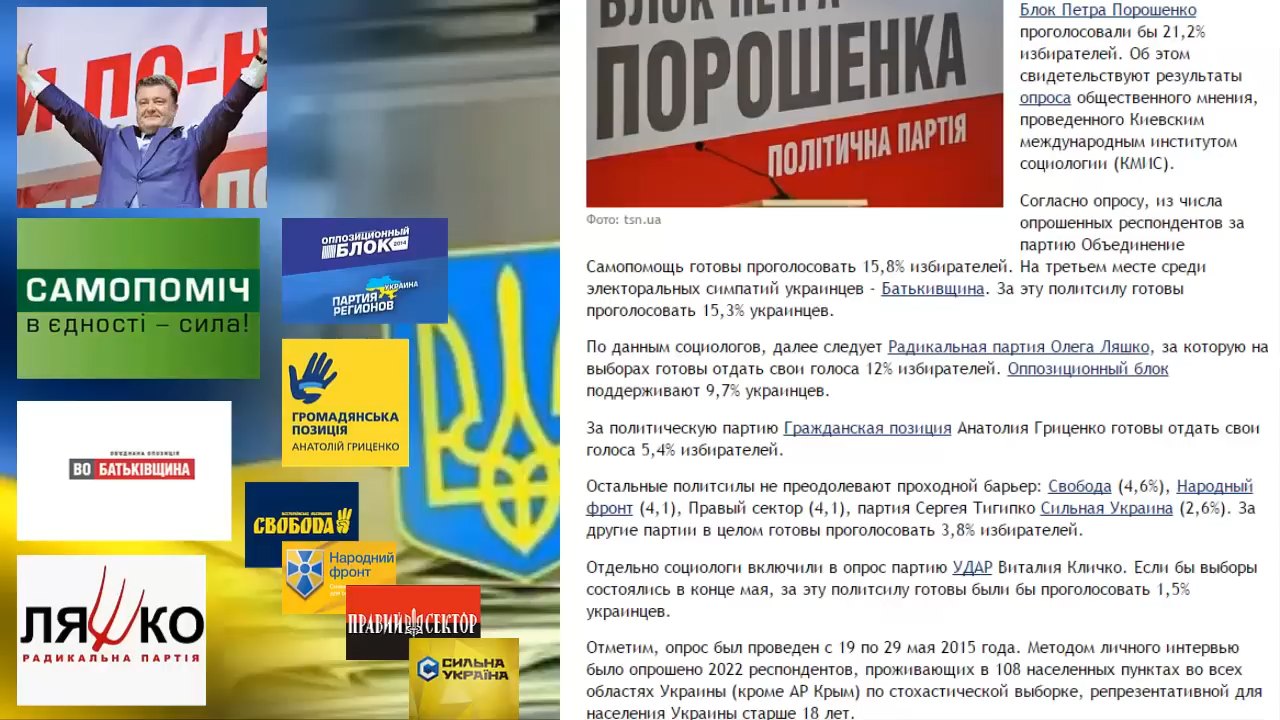 И ПО-Н
САМОПОМІЧ
в єдності – сила!
ОППОЗИЦИОННЫЙ
БЛОК 2014
ПАРТИЯ
РЕГИОНОВ
УКРАИНА
ГРОМАДЯНСЬКА
ПОЗИЦІЯ
АНАТОЛІЙ ГРИЦЕНКО
ОБ'ЄДНАНА ОПОЗИЦІЯ
ВО БАТЬКІВЩИНА
СВОБОДА
Народний
фронт
ПРАВИЙ СЕКТОР
СИЛЬНА
УКРАЇНА
ЛЯШКО
РАДИКАЛЬНА ПАРТІЯ
БЛОК ПЕТРА
ПОРОШЕНКА
ПОЛІТИЧНА ПАРТІЯ
Фото: tsn.ua
Блок Петра Порошенко
проголосовали бы 21,2%
избирателей. Об этом
свидетельствуют результаты
опроса общественного мнения,
проведенного Киевским
международным институтом
социологии (КМИС).
Согласно опросу, из числа
опрошенных респондентов за
партию Объединение
Самопомощь готовы проголосовать 15,8% избирателей. На третьем месте среди
электоральных симпатий украинцев - Батькивщина. За эту политсилу готовы
проголосовать 15,3% украинцев.
По данным социологов, далее следует Радикальная партия Олега Ляшко, за которую на
выборах готовы отдать свои голоса 12% избирателей. Оппозиционный блок
поддерживают 9,7% украинцев.
За политическую партию Гражданская позиция Анатолия Гриценко готовы отдать свои
голоса 5,4% избирателей.
Остальные политсилы не преодолевают проходной барьер: Свобода (4,6%), Народный
фронт (4,1), Правый сектор (4,1), партия Сергея Тигипко Сильная Украина (2,6%). За
другие партии в целом готовы проголосовать 3,8% избирателей.
Отдельно социологи включили в опрос партию УДАР Виталия Кличко. Если бы выборы
состоялись в конце мая, за эту политсилу готовы были бы проголосовать 1,5%
украинцев.
Отметим, опрос был проведен с 19 по 29 мая 2015 года. Методом личного интервью
было опрошено 2022 респондентов, проживающих в 108 населенных пунктах во всех
областях Украины (кроме АР Крым) по стохастической выборке, репрезентативной для
населения Украины старше 18 лет.